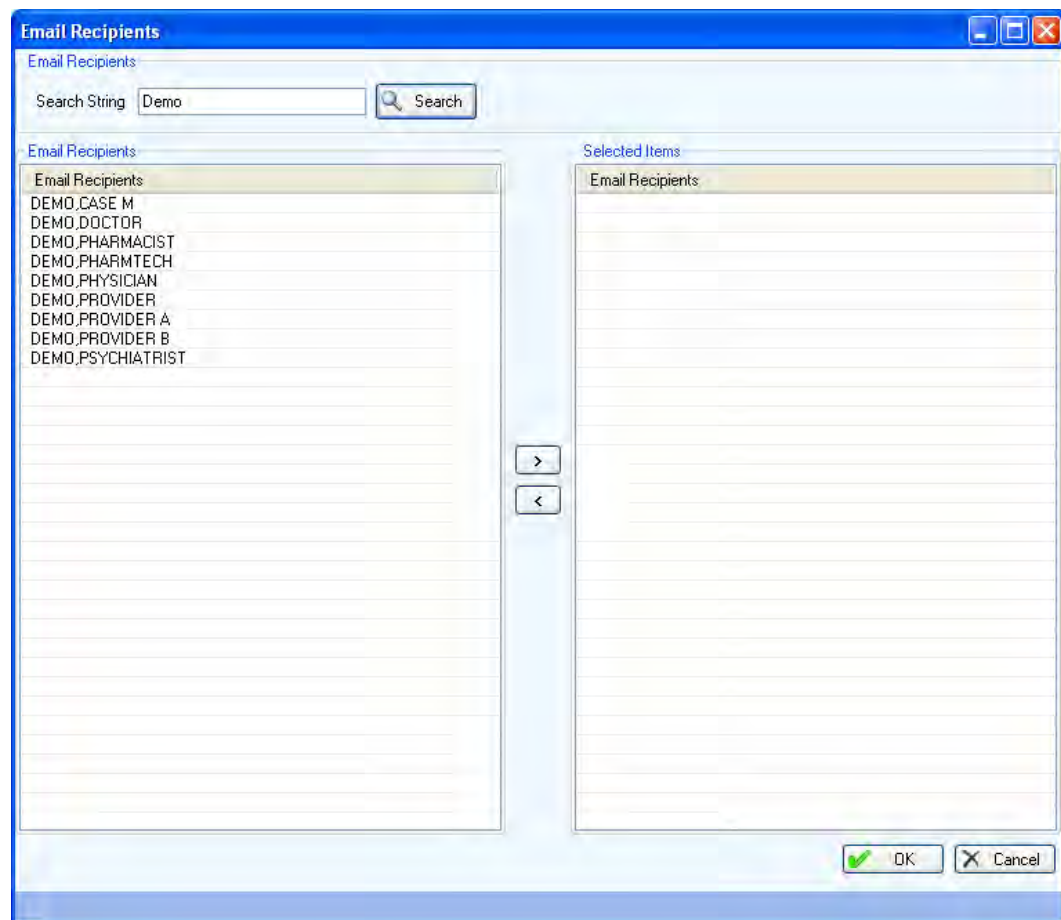 Email Recipients
Email Recipients
Search String Demo Search
Email Recipients
Email Recipients
DEMO,CASE M
DEMO,DOCTOR
DEMO,PHARMACIST
DEMO,PHARMTECH
DEMO,PHYSICIAN
DEMO,PROVIDER
DEMO,PROVIDER A
DEMO,PROVIDER B
DEMO,PSYCHIATRIST
>
<
Selected Items
Email Recipients
OK Cancel